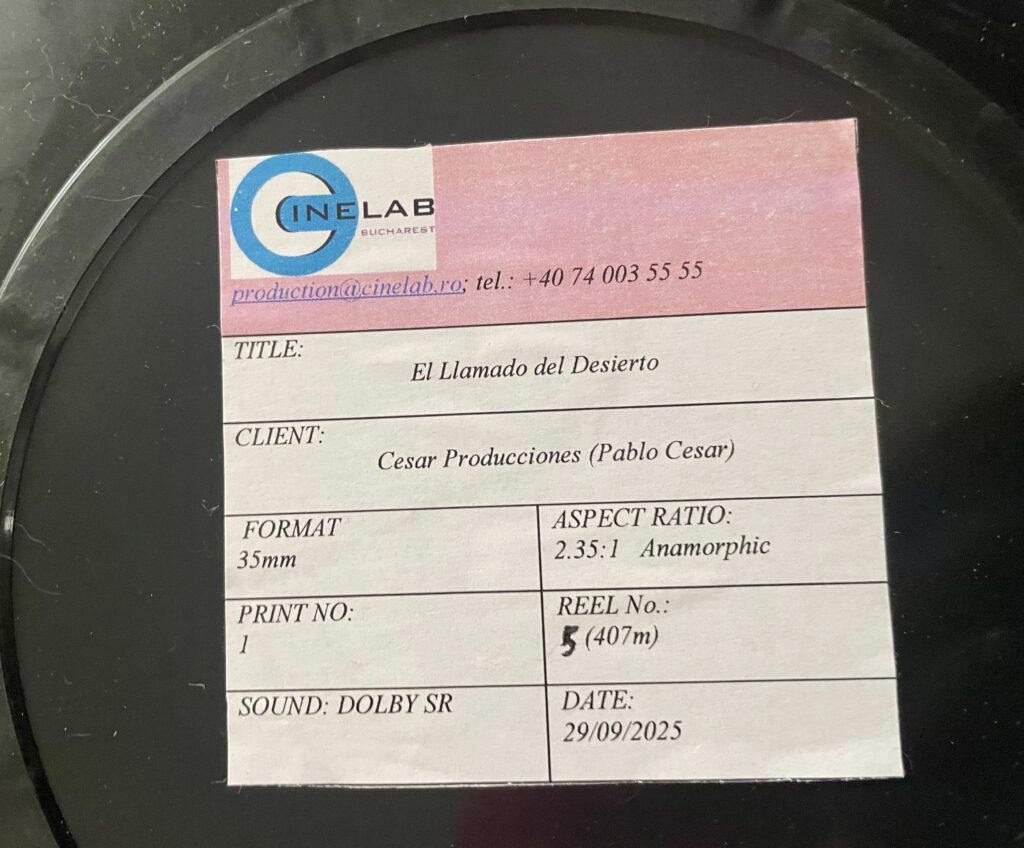 CINELAB
BUCHAREST
production@cinelab.ro; tel.: +40 74 003 55 55
TITLE:
El Llamado del Desierto
CLIENT:
Cesar Producciones (Pablo Cesar)
FORMAT
35mm
ASPECT RATIO:
2.35:1 Anamorphic
PRINT NO:
1
REEL No.:
5 (407m)
SOUND: DOLBY SR
DATE:
29/09/2025